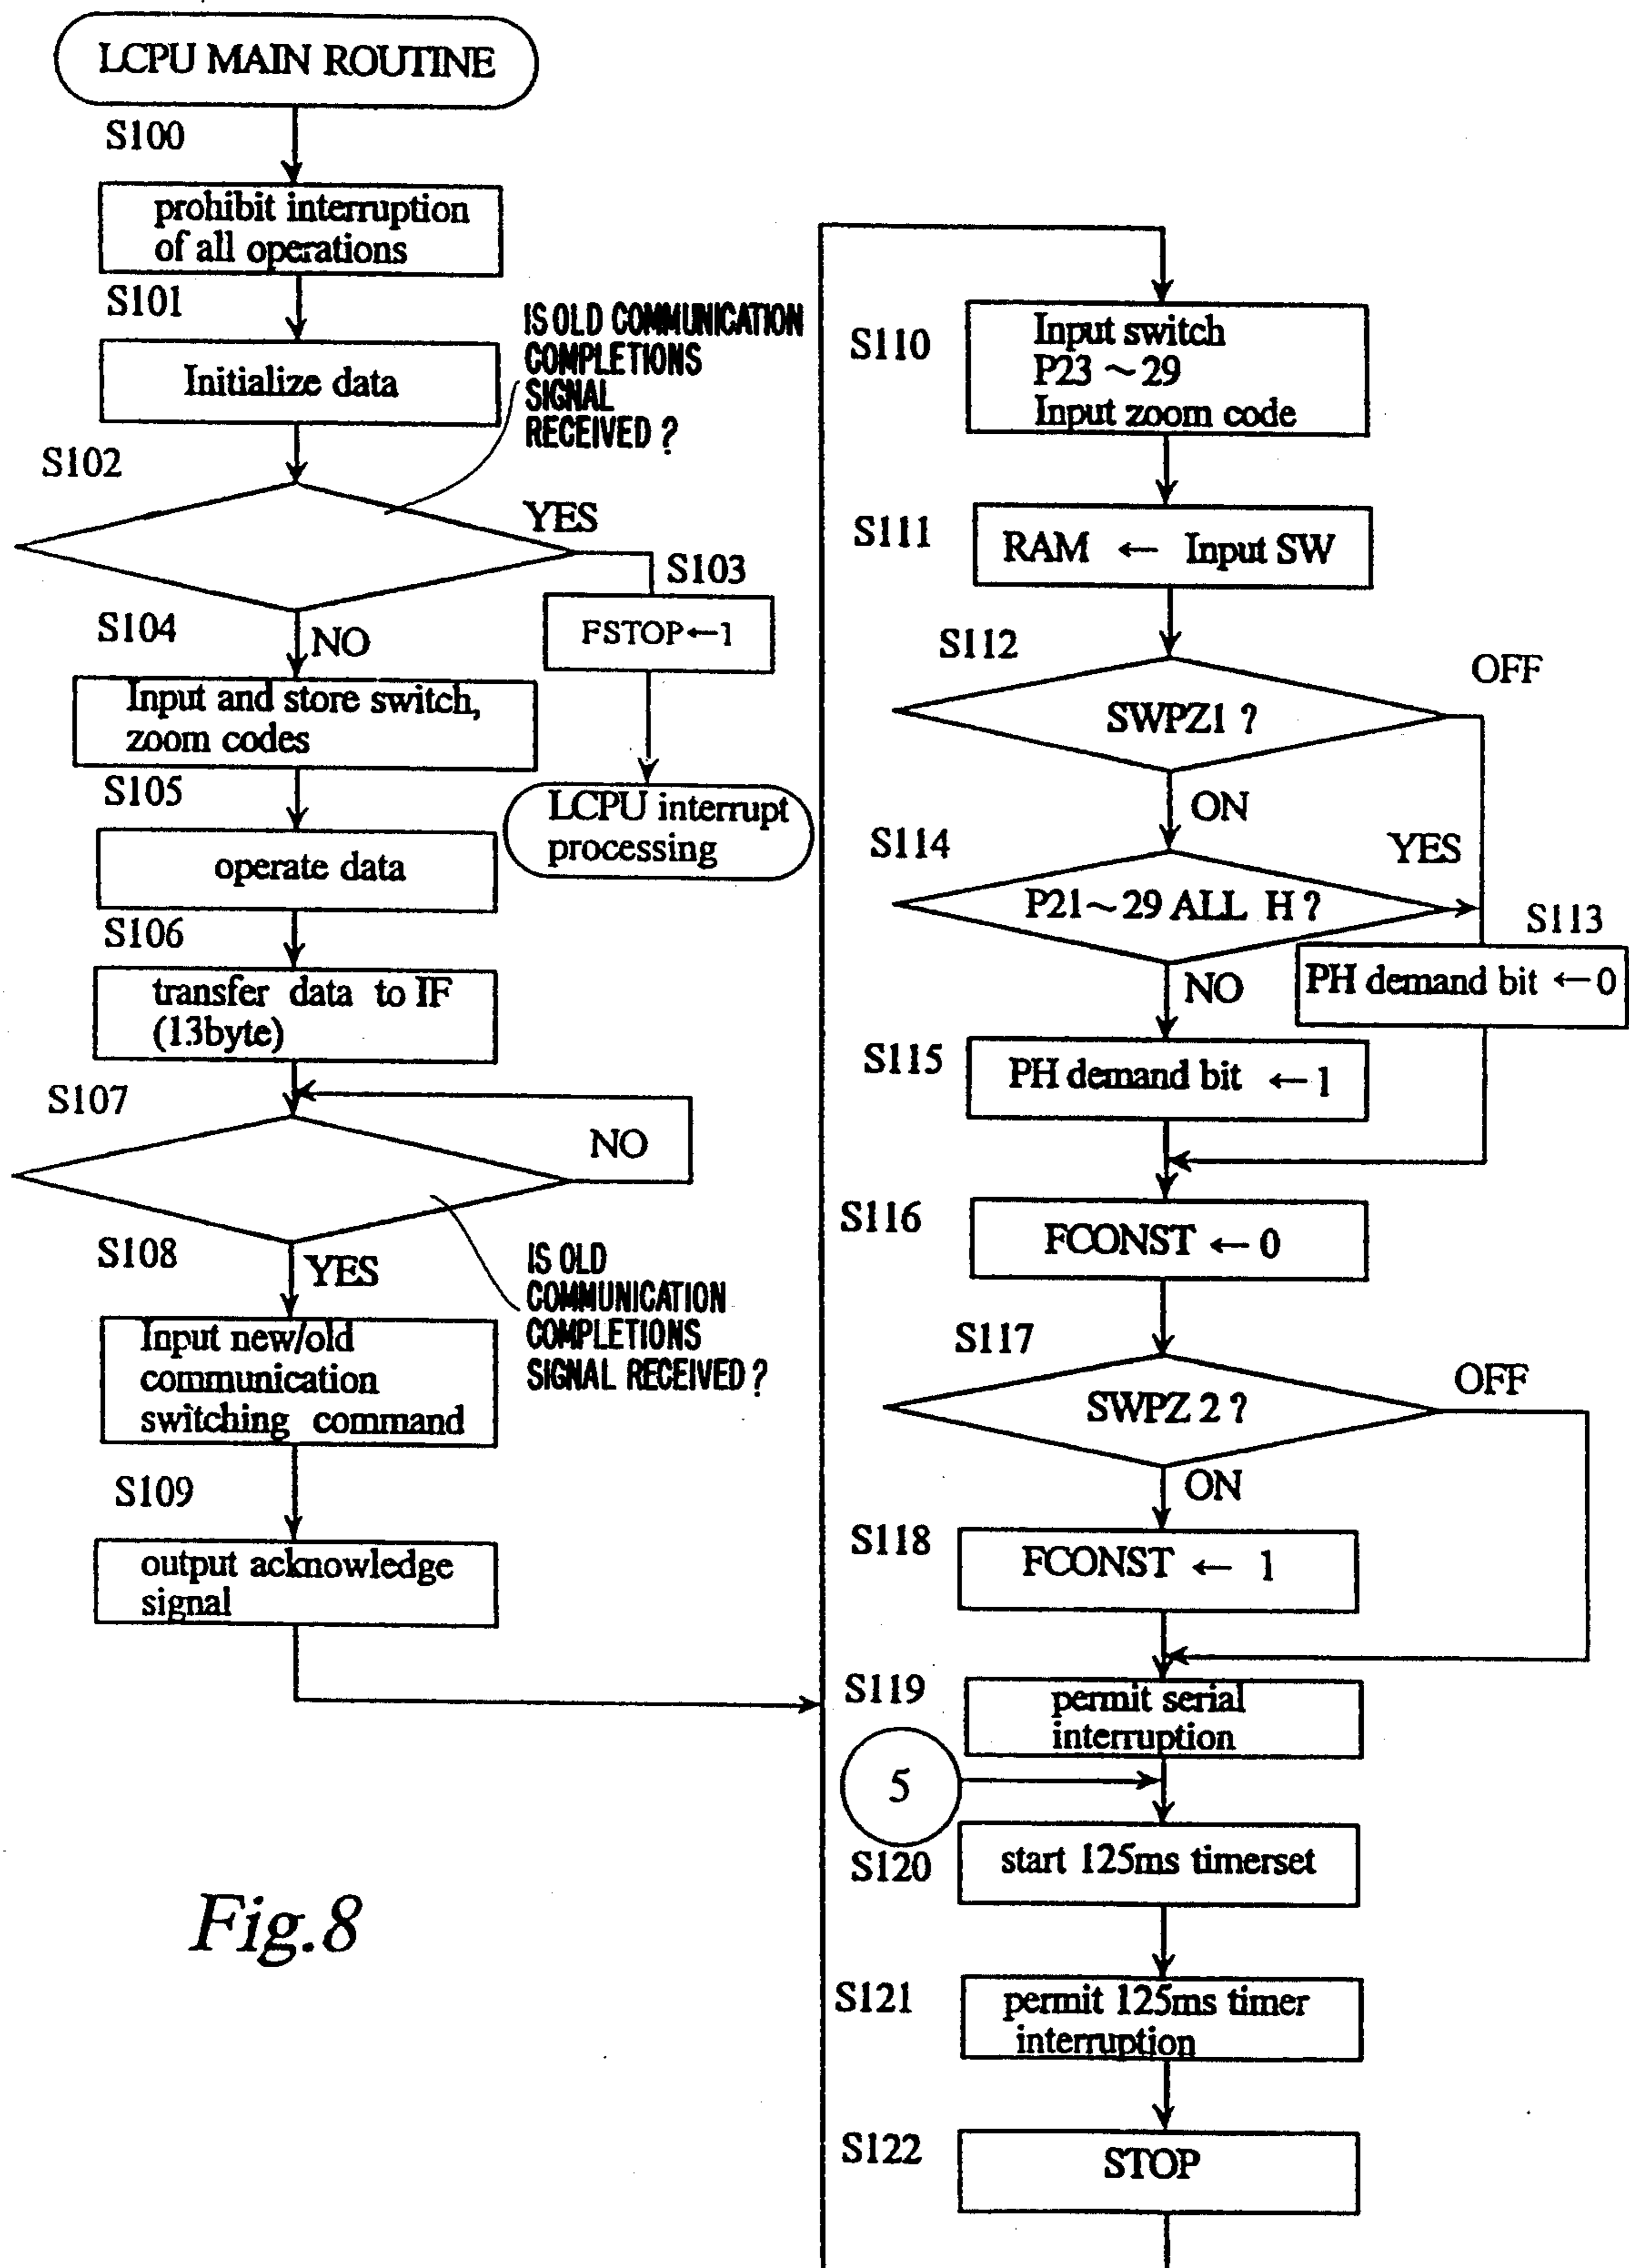 LCPU MAIN ROUTINE
S100
prohibit interruption
of all operations
S101
Initialize data
IS OLD COMMUNICATION
COMPLETIONS
SIGNAL
RECEIVED ?
S102
YES
S103
FSTOP←1
LCPU interrupt
processing
S104
NO
Input and store switch,
zoom codes
S105
operate data
S106
transfer data to IF
(13byte)
S107
NO
IS OLD
COMMUNICATION
COMPLETIONS
SIGNAL RECEIVED ?
S108
YES
Input new/old
communication
switching command
S109
output acknowledge
signal
S110
Input switch
P23 ~29
Input zoom code
S111
RAM ← Input SW
S112
SWPZ1 ?
OFF
ON
S114
P21~29 ALL H ?
YES
S113
PH demand bit ←0
NO
S115
PH demand bit ←1
S116
FCONST ←0
S117
SWPZ 2 ?
OFF
ON
S118
FCONST ← 1
S119
permit serial
interruption
5
S120
start 125ms timerset
S121
permit 125ms timer
interruption
S122
STOP
Fig.8